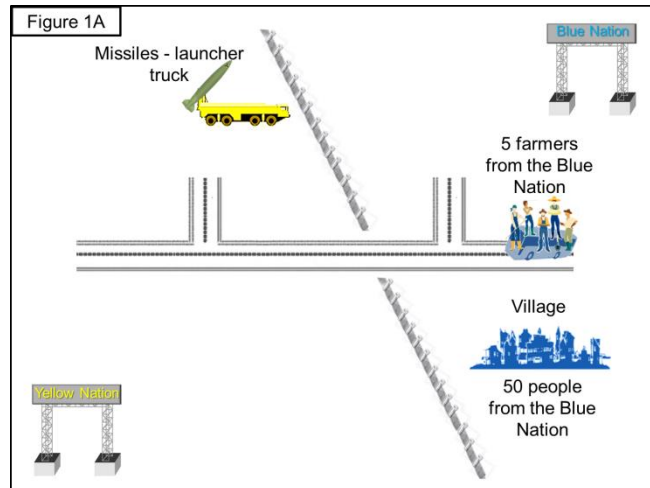 Figure 1A
Missiles - launcher
truck
Blue Nation
5 farmers
from the Blue
Nation
Village
50 people
from the Blue
Nation
Yellow Nation